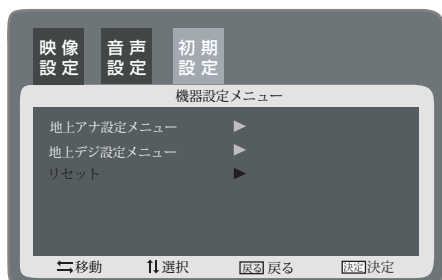 映像 音声 初期
設定 設定 設定
機器設定メニュー
地上アナ設定メニュー ▶
地上デジ設定メニュー ▶
リセット ▶
⇆移動 ⇅選択 戻る 戻る 決定 決定